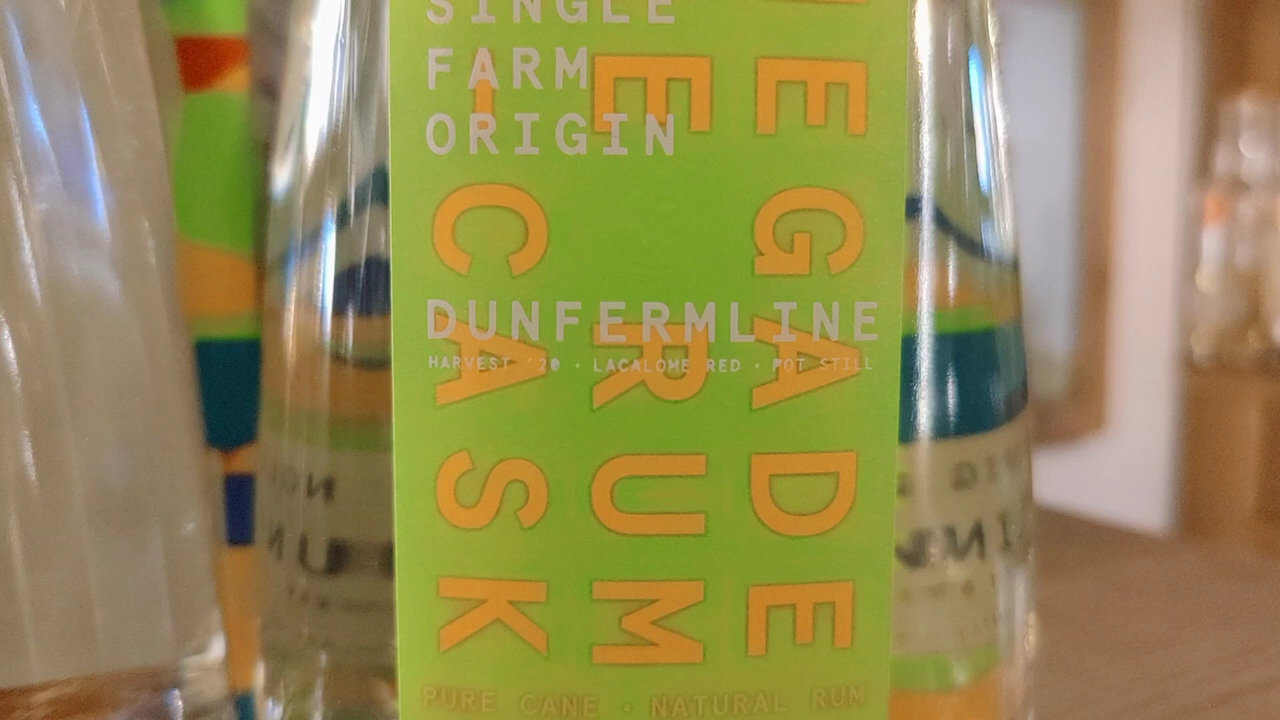 SINGLE
FARM
ORIGIN
DUNFERMLINE
HARVEST '20 · LACALOME RED · POT STILL
EGADE
E RUM
- CASK
PURE CANE · NATURAL RUM